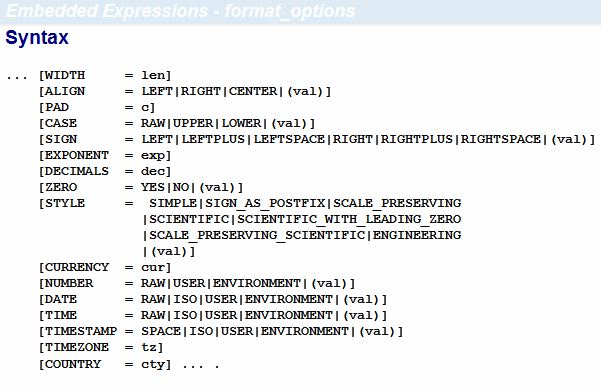 Embedded Expressions - format_options
Syntax
... [WIDTH     = len]
    [ALIGN     = LEFT|RIGHT|CENTER|(val)]
    [PAD       = c]
    [CASE      = RAW|UPPER|LOWER|(val)]
    [SIGN      = LEFT|LEFTPLUS|LEFTSPACE|RIGHT|RIGHTPLUS|RIGHTSPACE|(val)]
    [EXPONENT  = exp]
    [DECIMALS  = dec]
    [ZERO      = YES|NO|(val)]
    [STYLE     =  SIMPLE|SIGN_AS_POSTFIX|SCALE_PRESERVING
                 |SCIENTIFIC|SCIENTIFIC_WITH_LEADING_ZERO
                 |SCALE_PRESERVING_SCIENTIFIC|ENGINEERING
                 |(val)]
    [CURRENCY  = cur]
    [NUMBER    = RAW|USER|ENVIRONMENT|(val)]
    [DATE      = RAW|ISO|USER|ENVIRONMENT|(val)]
    [TIME      = RAW|ISO|USER|ENVIRONMENT|(val)]
    [TIMESTAMP = SPACE|ISO|USER|ENVIRONMENT|(val)]
    [TIMEZONE  = tz]
    [COUNTRY   = cty] ... .